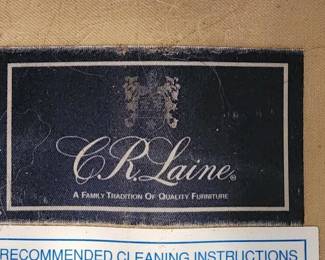 C.R. Laine®
A FAMILY TRADITION OF QUALITY FURNITURE
RECOMMENDED CLEANING INSTRUCTIONS